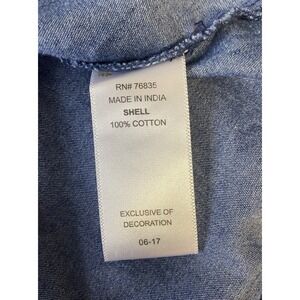 RN# 76835
MADE IN INDIA
SHELL
100% COTTON
EXCLUSIVE OF
DECORATION
06-17